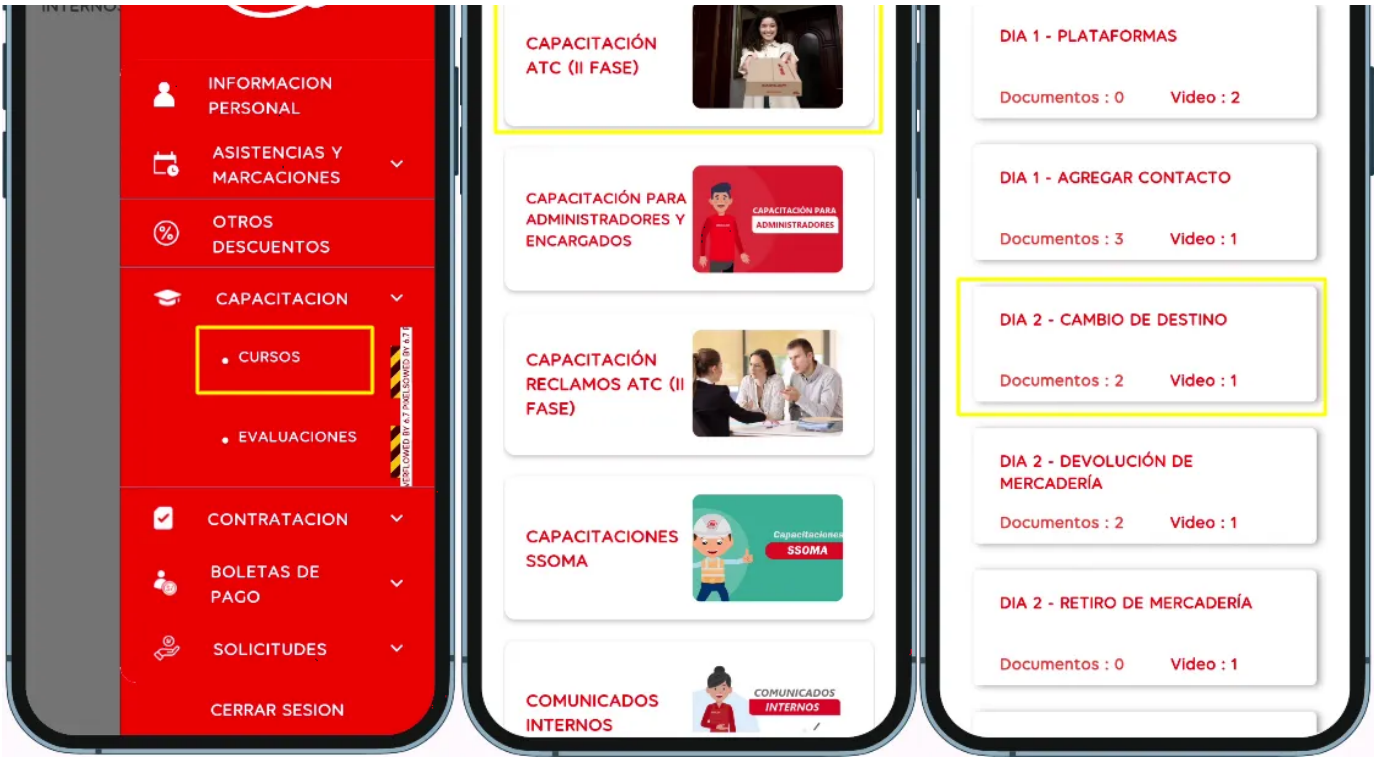 INTERNOS
INFORMACION
PERSONAL
ASISTENCIAS Y
MARCACIONES
OTROS
DESCUENTOS
CAPACITACION
CURSOS
EVALUACIONES
CONTRATACION
BOLETAS DE
PAGO
SOLICITUDES
CERRAR SESION
CAPACITACIÓN
ATC (II FASE)
CAPACITACIÓN PARA
ADMINISTRADORES Y
ENCARGADOS
CAPACITACIÓN PARA
ADMINISTRADORES
CAPACITACIÓN
RECLAMOS ATC (II
FASE)
CAPACITACIONES
SSOMA
Capacitaciones
SSOMA
COMUNICADOS
INTERNOS
COMUNICADOS
INTERNOS
DIA 1 - PLATAFORMAS
Documentos : 0 Video : 2
DIA 1 - AGREGAR CONTACTO
Documentos : 3 Video : 1
DIA 2 - CAMBIO DE DESTINO
Documentos : 2 Video : 1
DIA 2 - DEVOLUCIÓN DE
MERCADERÍA
Documentos : 2 Video : 1
DIA 2 - RETIRO DE MERCADERÍA
Documentos : 0 Video : 1